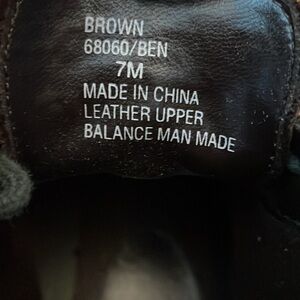 BROWN
68060/BEN
7M
MADE IN CHINA
LEATHER UPPER
BALANCE MAN MADE